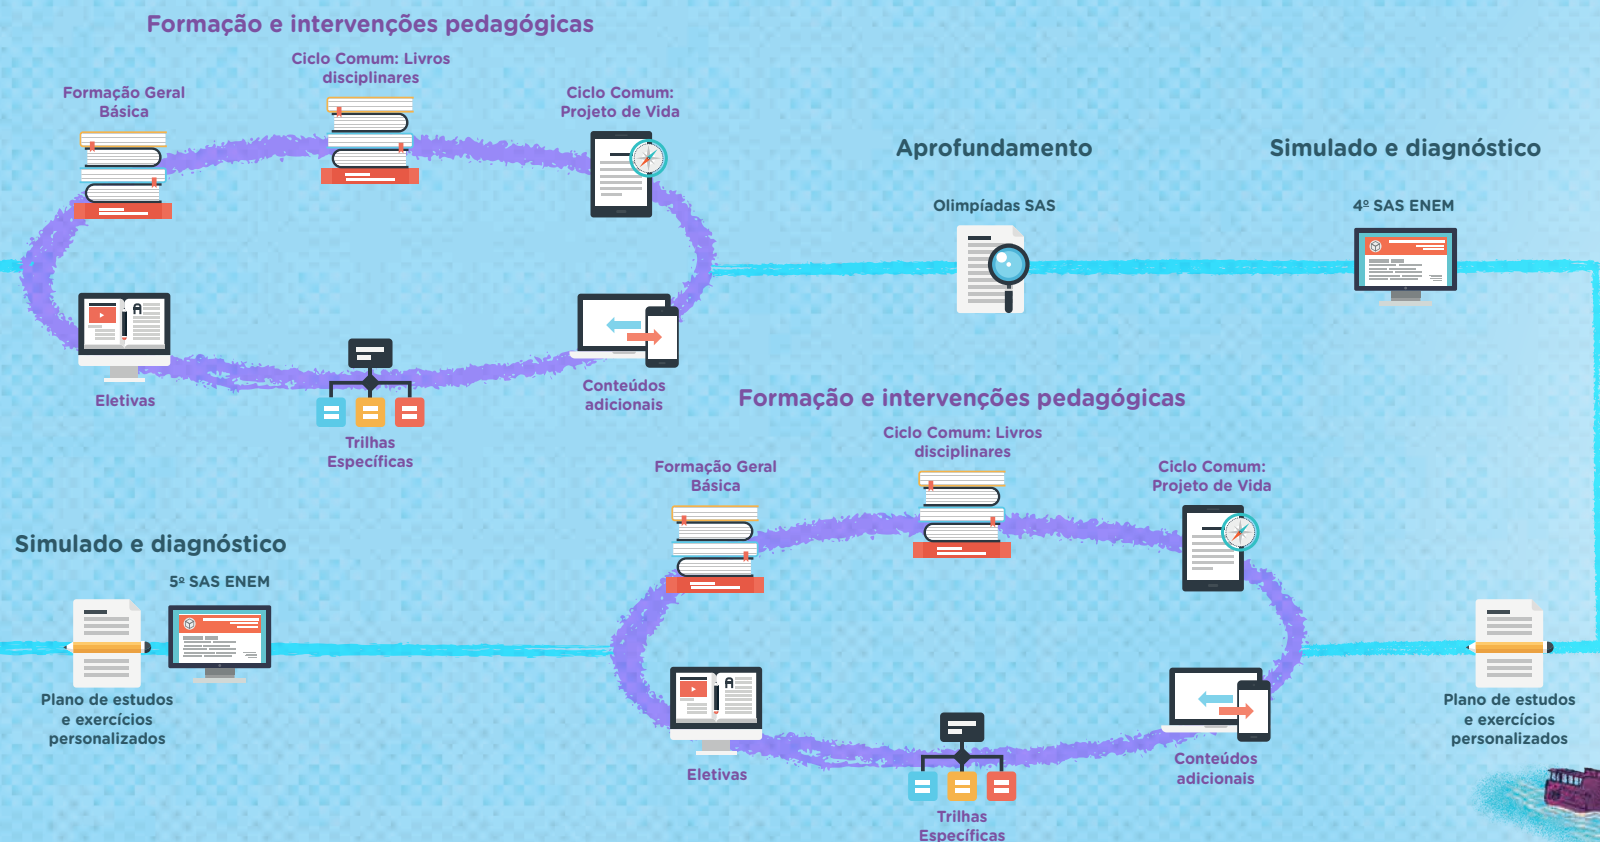 Formação e intervenções pedagógicas
Ciclo Comum: Livros
disciplinares
Formação Geral
Básica
Ciclo Comum:
Projeto de Vida
Eletivas
Trilhas
Específicas
Conteúdos
adicionais
Aprofundamento
Olimpíadas SAS
Simulado e diagnóstico
4º SAS ENEM
Formação e intervenções pedagógicas
Ciclo Comum: Livros
disciplinares
Formação Geral
Básica
Ciclo Comum:
Projeto de Vida
Eletivas
Trilhas
Específicas
Conteúdos
adicionais
Plano de estudos
e exercícios
personalizados
Simulado e diagnóstico
5º SAS ENEM
Plano de estudos
e exercícios
personalizados